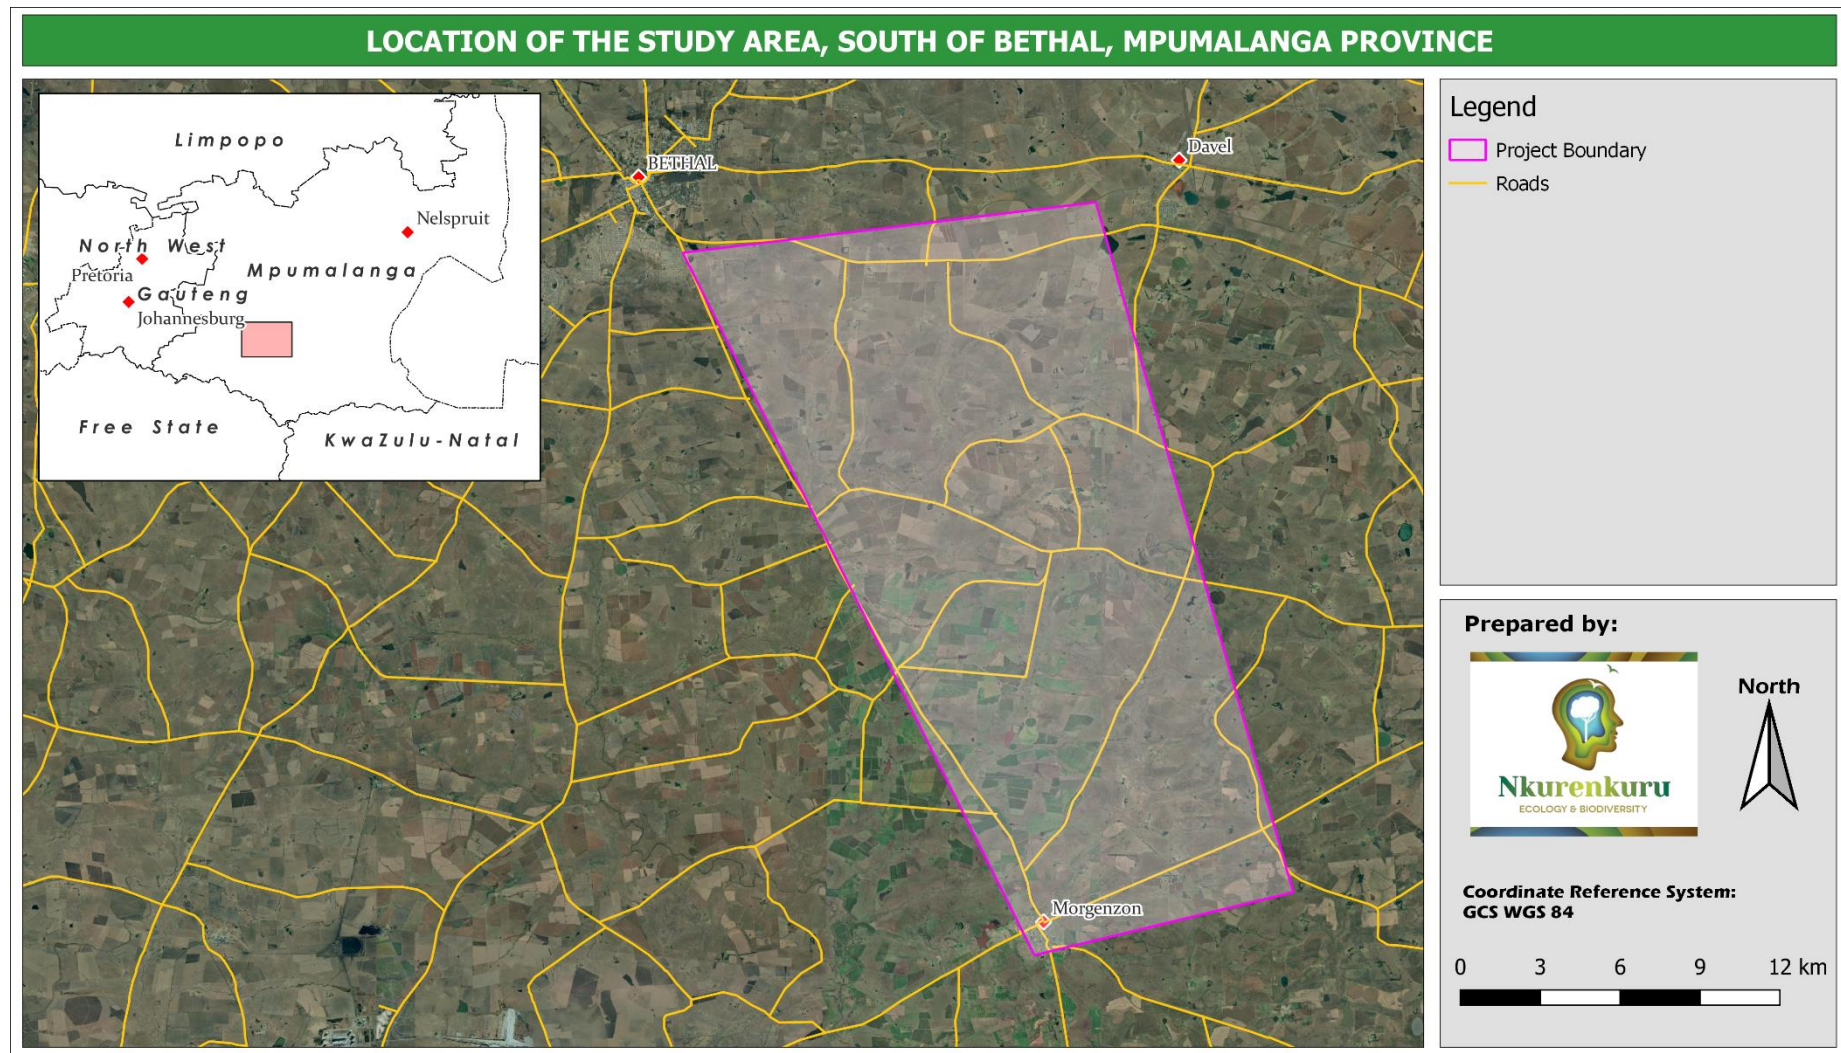 LOCATION OF THE STUDY AREA, SOUTH OF BETHAL, MPUMALANGA PROVINCE
Limpopo
Nelspruit
North West
Pretoria
Mpumalanga
Gauteng
Johannesburg
Free State
KwaZulu-Natal
BETHAL
Davel
Morgenzon
Legend
Project Boundary
Roads
Prepared by:
Nkurenkuru
ECOLOGY & BIODIVERSITY
North
Coordinate Reference System:
GCS WGS 84
0 3 6 9 12 km